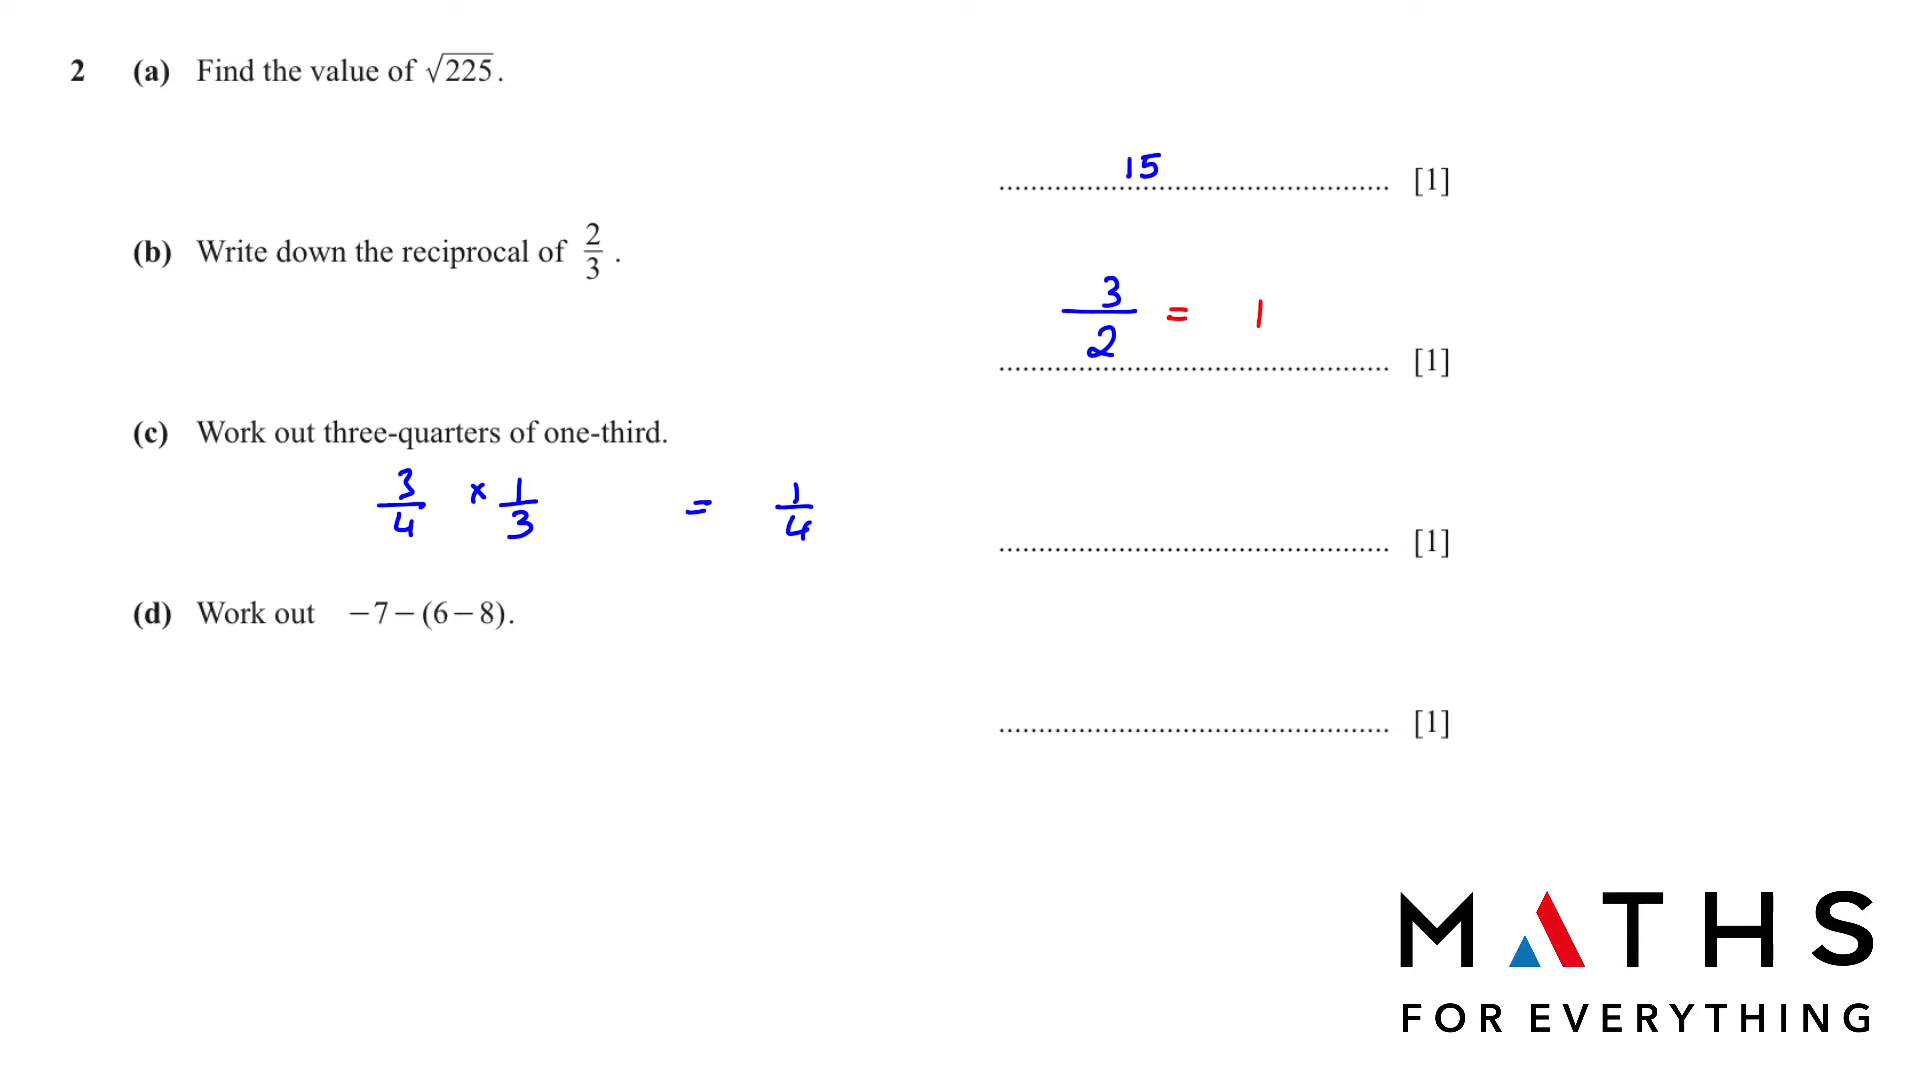 2 (a) Find the value of √225.
15
.................................................. [1]
(b) Write down the reciprocal of 2/3 .
3/2 = 1
.................................................. [1]
(c) Work out three-quarters of one-third.
3/4 × 1/3 = 1/4
.................................................. [1]
(d) Work out −7−(6−8).
.................................................. [1]
MATHS
FOR EVERYTHING